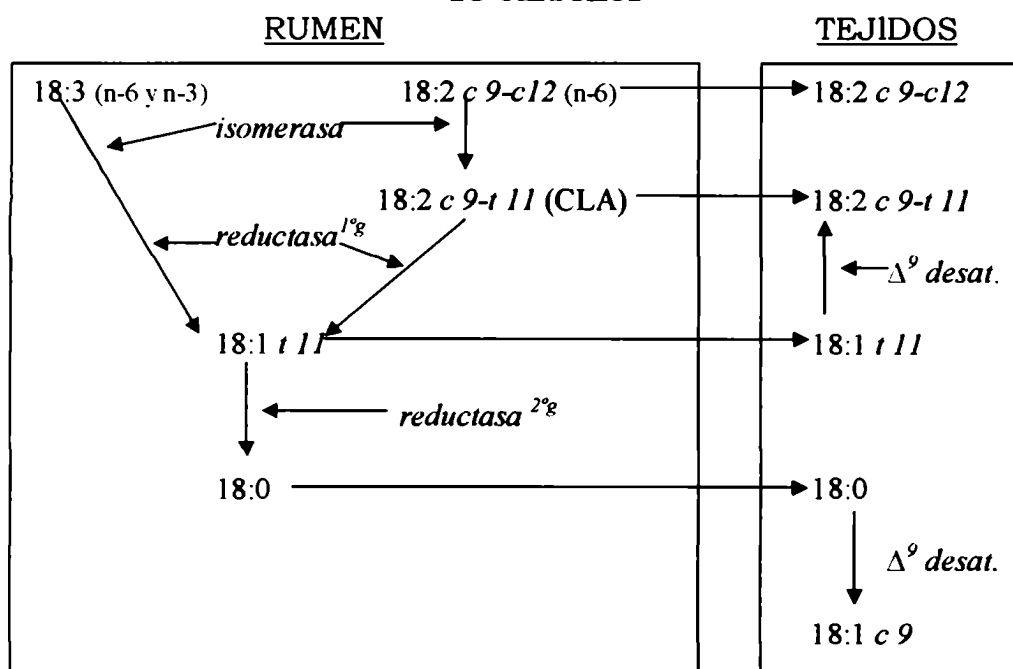 RUMEN
TEJIDOS
18:3 (n-6 y n-3)
18:2 c 9-c12 (n-6)
18:2 c 9-c12
isomerasa
18:2 c 9-t 11 (CLA)
18:2 c 9-t 11
reductasa 1ºg
Δ9 desat.
18:1 t 11
18:1 t 11
reductasa 2ºg
18:0
18:0
Δ9 desat.
18:1 c 9